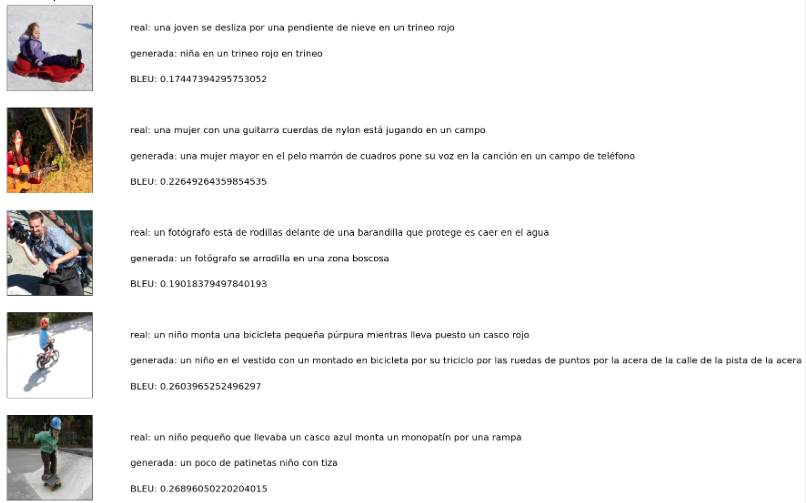 real: una joven se desliza por una pendiente de nieve en un trineo rojo
generada: niña en un trineo rojo en trineo
BLEU: 0.17447394295753052
real: una mujer con una guitarra cuerdas de nylon está jugando en un campo
generada: una mujer mayor en el pelo marrón de cuadros pone su voz en la canción en un campo de teléfono
BLEU: 0.22649264359854535
real: un fotógrafo está de rodillas delante de una barandilla que protege es caer en el agua
generada: un fotógrafo se arrodilla en una zona boscosa
BLEU: 0.19018379497840193
real: un niño monta una bicicleta pequeña púrpura mientras lleva puesto un casco rojo
generada: un niño en el vestido con un montado en bicicleta por su triciclo por las ruedas de puntos por la acera de la calle de la pista de la acera
BLEU: 0.2603965252496297
real: un niño pequeño que llevaba un casco azul monta un monopatín por una rampa
generada: un poco de patinetas niño con tiza
BLEU: 0.26896050220204015